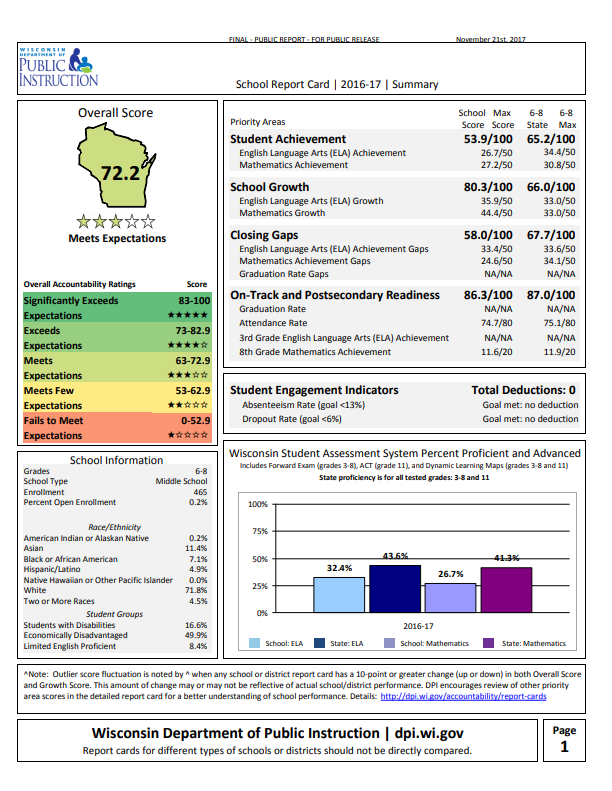 FINAL - PUBLIC REPORT - FOR PUBLIC RELEASE November 21st, 2017
WISCONSIN
DEPARTMENT OF
PUBLIC
INSTRUCTION
School Report Card | 2016-17 | Summary
Overall Score
72.2
★★★☆☆
Meets Expectations
Overall Accountability Ratings Score
Significantly Exceeds 83-100
Expectations ★★★★★
Exceeds 73-82.9
Expectations ★★★★☆
Meets 63-72.9
Expectations ★★★☆☆
Meets Few 53-62.9
Expectations ★★☆☆☆
Fails to Meet 0-52.9
Expectations ★☆☆☆☆
School Information
Grades 6-8
School Type Middle School
Enrollment 465
Percent Open Enrollment 0.2%
Race/Ethnicity
American Indian or Alaskan Native 0.2%
Asian 11.4%
Black or African American 7.1%
Hispanic/Latino 4.9%
Native Hawaiian or Other Pacific Islander 0.0%
White 71.8%
Two or More Races 4.5%
Student Groups
Students with Disabilities 16.6%
Economically Disadvantaged 49.9%
Limited English Proficient 8.4%
School Max 6-8 6-8
Priority Areas Score Score State Max
Student Achievement 53.9/100 65.2/100
English Language Arts (ELA) Achievement 26.7/50 34.4/50
Mathematics Achievement 27.2/50 30.8/50
School Growth 80.3/100 66.0/100
English Language Arts (ELA) Growth 35.9/50 33.0/50
Mathematics Growth 44.4/50 33.0/50
Closing Gaps 58.0/100 67.7/100
English Language Arts (ELA) Achievement Gaps 33.4/50 33.6/50
Mathematics Achievement Gaps 24.6/50 34.1/50
Graduation Rate Gaps NA/NA NA/NA
On-Track and Postsecondary Readiness 86.3/100 87.0/100
Graduation Rate NA/NA NA/NA
Attendance Rate 74.7/80 75.1/80
3rd Grade English Language Arts (ELA) Achievement NA/NA NA/NA
8th Grade Mathematics Achievement 11.6/20 11.9/20
Student Engagement Indicators Total Deductions: 0
Absenteeism Rate (goal <13%) Goal met: no deduction
Dropout Rate (goal <6%) Goal met: no deduction
Wisconsin Student Assessment System Percent Proficient and Advanced
Includes Forward Exam (grades 3-8), ACT (grade 11), and Dynamic Learning Maps (grades 3-8 and 11)
State proficiency is for all tested grades: 3-8 and 11
100%
75%
50%
25%
0%
32.4% 43.6% 26.7% 41.3%
2016-17
School: ELA State: ELA School: Mathematics State: Mathematics
^Note: Outlier score fluctuation is noted by ^ when any school or district report card has a 10-point or greater change (up or down) in both Overall Score
and Growth Score. This amount of change may or may not be reflective of actual school/district performance. DPI encourages review of other priority
area scores in the detailed report card for a better understanding of school performance. Details: http://dpi.wi.gov/accountability/report-cards
Wisconsin Department of Public Instruction | dpi.wi.gov
Report cards for different types of schools or districts should not be directly compared.
Page
1